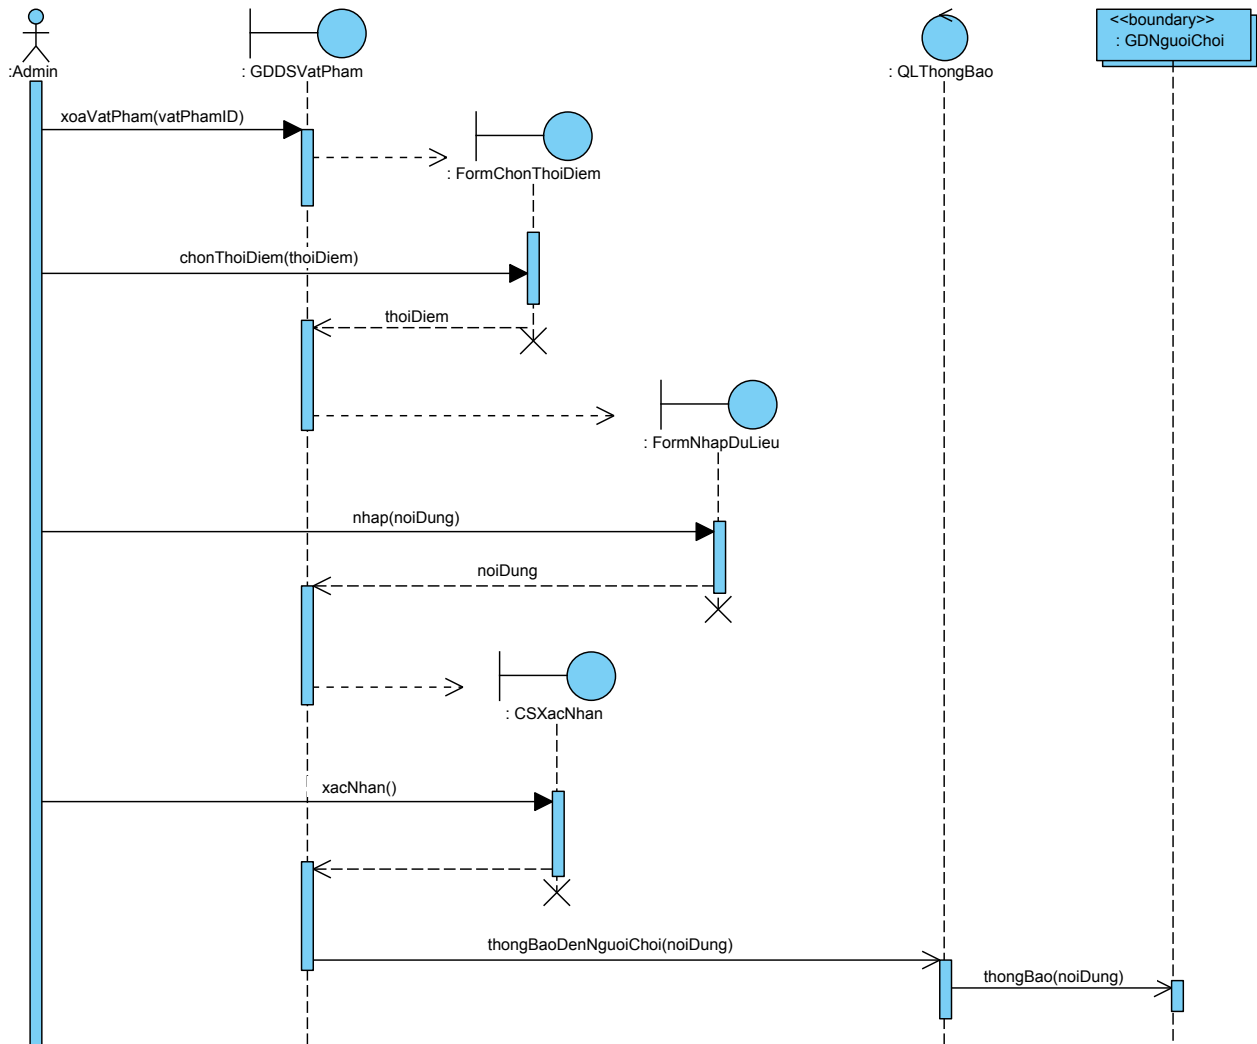 <<boundary>>
: GDNguoiChoi
:Admin
: GDDSVatPham
: QLThongBao
xoaVatPham(vatPhamID)
: FormChonThoiDiem
chonThoiDiem(thoiDiem)
thoiDiem
: FormNhapDuLieu
nhap(noiDung)
noiDung
: CSXacNhan
xacNhan()
thongBaoDenNguoiChoi(noiDung)
thongBao(noiDung)